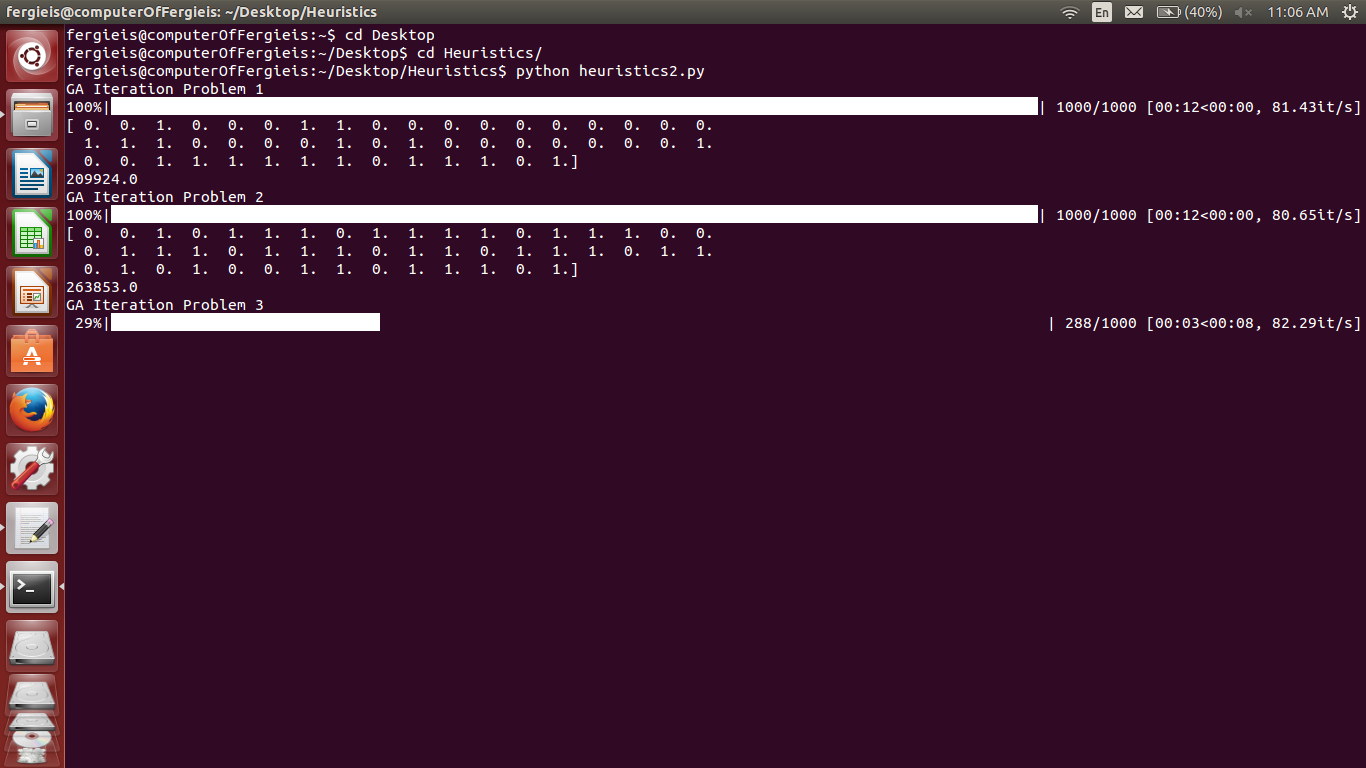 fergieis@computerOfFergieis: ~/Desktop/Heuristics En (40%) 11:06 AM
fergieis@computerOfFergieis:~$ cd Desktop
fergieis@computerOfFergieis:~/Desktop$ cd Heuristics/
fergieis@computerOfFergieis:~/Desktop/Heuristics$ python heuristics2.py
GA Iteration Problem 1
100%| | 1000/1000 [00:12<00:00, 81.43it/s]
[ 0. 0. 1. 0. 0. 0. 1. 1. 0. 0. 0. 0. 0. 0. 0. 0. 0. 0.
1. 1. 1. 0. 0. 0. 0. 1. 0. 1. 0. 0. 0. 0. 0. 0. 1.
0. 0. 1. 1. 1. 1. 1. 1. 0. 1. 1. 1. 0. 1.]
209924.0
GA Iteration Problem 2
100%| | 1000/1000 [00:12<00:00, 80.65it/s]
[ 0. 0. 1. 0. 1. 1. 1. 0. 1. 1. 1. 1. 0. 1. 1. 1. 0. 0.
0. 1. 1. 1. 0. 1. 1. 0. 1. 1. 0. 1. 1. 1. 0. 1. 1.
0. 1. 0. 1. 0. 0. 1. 1. 0. 1. 1. 1. 0. 1.]
263853.0
GA Iteration Problem 3
29%| | 288/1000 [00:03<00:08, 82.29it/s]